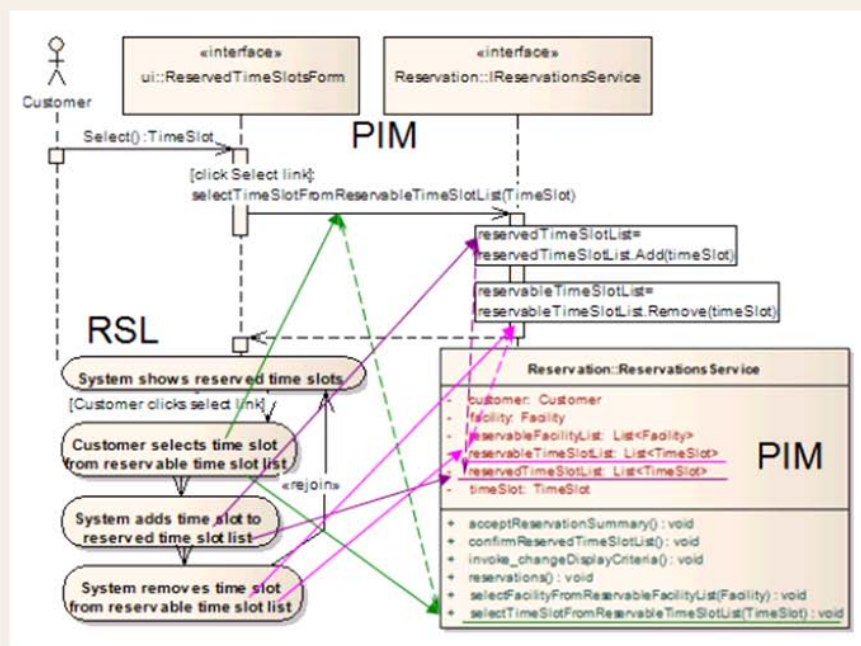 «interface»
ui::ReservedTimeSlotsForm
«interface»
Reservation::IReservationsService
Customer
PIM
Select():TimeSlot
[click Select link]:
selectTimeSlotFromReservableTimeSlotList(TimeSlot)
reservedTimeSlotList=
reservedTimeSlotList.Add(timeSlot)
reservableTimeSlotList=
reservableTimeSlotList.Remove(timeSlot)
RSL
System shows reserved time slots
[Customer clicks select link]
Customer selects time slot
from reservable time slot list
«rejoin»
System adds time slot to
reserved time slot list
System removes time slot
from reservable time slot list
Reservation::ReservationsService
- customer: Customer
- facility: Facility
- reservableFacilityList: List<Facility>
- reservableTimeSlotList: List<TimeSlot>
- reservedTimeSlotList: List<TimeSlot>
- timeSlot: TimeSlot
PIM
+ acceptReservationSummary() : void
+ confirmReservedTimeSlotList() : void
+ invoke_changeDisplayCriteria() : void
+ reservations() : void
+ selectFacilityFromReservableFacilityList(Facility) : void
+ selectTimeSlotFromReservableTimeSlotList(TimeSlot) : void